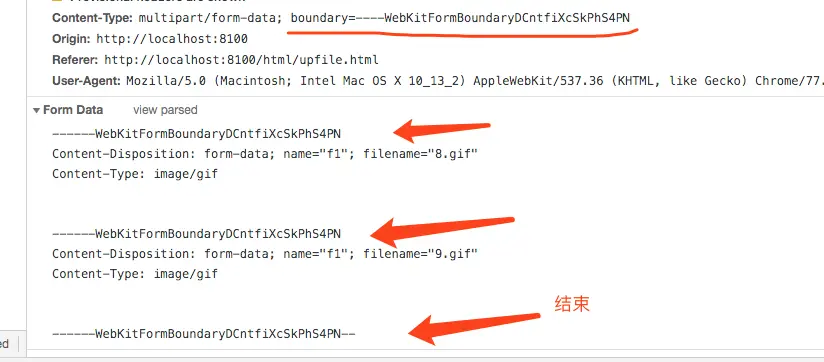 Content-Type: multipart/form-data; boundary=----WebKitFormBoundaryDCntfiXcSkPhS4PN
Origin: http://localhost:8100
Referer: http://localhost:8100/html/upfile.html
User-Agent: Mozilla/5.0 (Macintosh; Intel Mac OS X 10_13_2) AppleWebKit/537.36 (KHTML, like Gecko) Chrome/77.
Form Data view parsed
------WebKitFormBoundaryDCntfiXcSkPhS4PN
Content-Disposition: form-data; name="f1"; filename="8.gif"
Content-Type: image/gif
------WebKitFormBoundaryDCntfiXcSkPhS4PN
Content-Disposition: form-data; name="f1"; filename="9.gif"
Content-Type: image/gif
结束
------WebKitFormBoundaryDCntfiXcSkPhS4PN--
ed